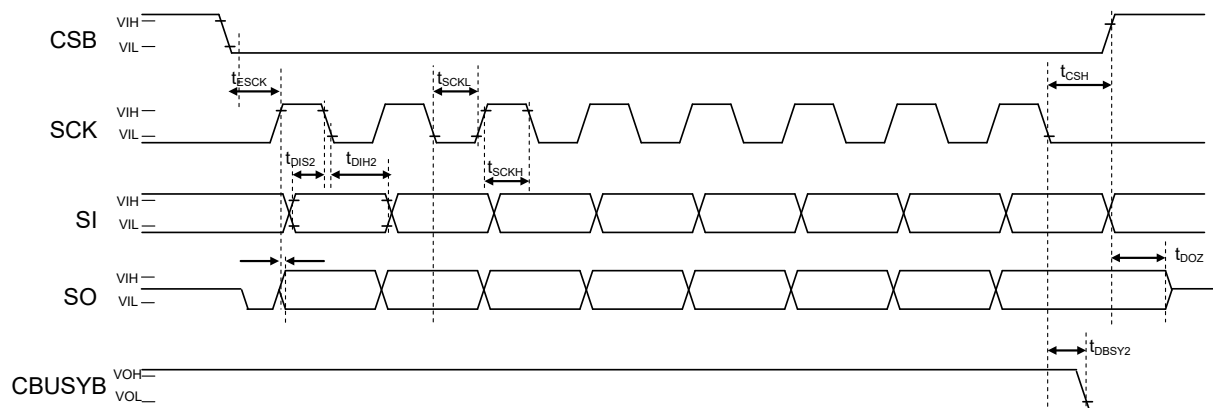 CSB
VIH
VIL
tESCK
tSCKL
tCSH
SCK
VIH
VIL
tDIS2
tDIH2
tSCKH
SI
VIH
VIL
SO
VIH
VIL
tDOZ
CBUSYB
VOH
VOL
tDBSY2